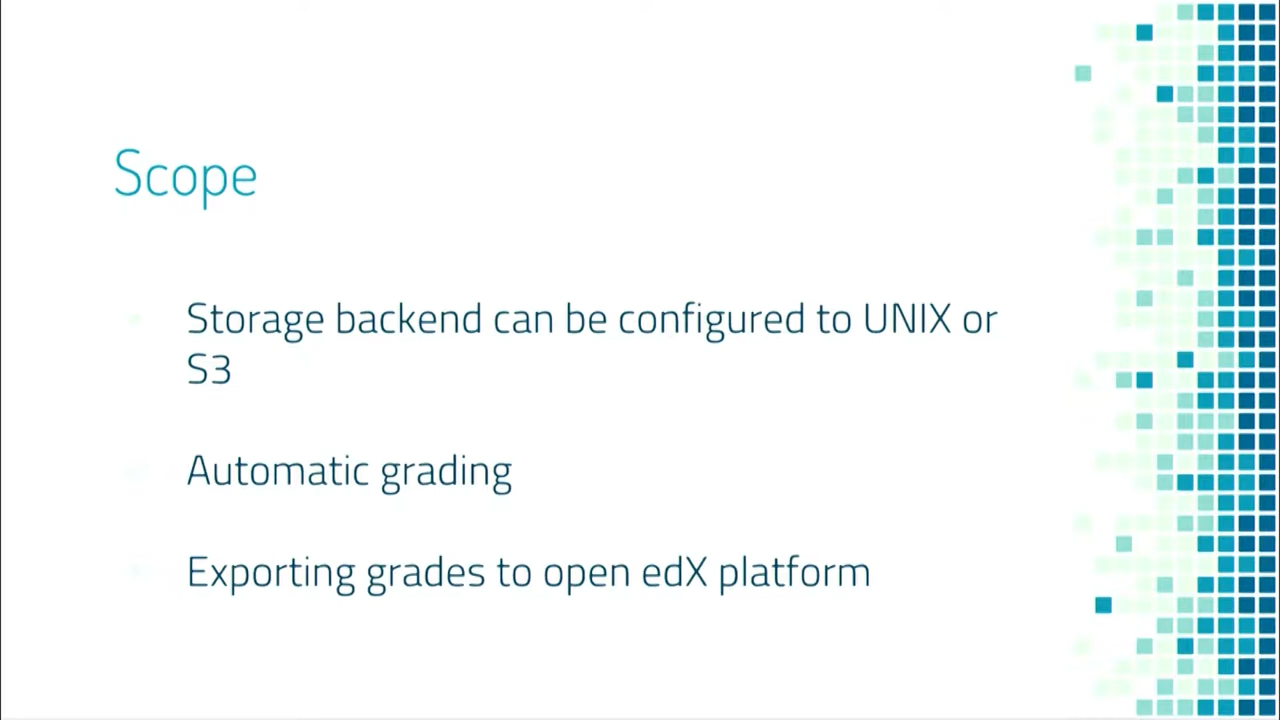 Scope
Storage backend can be configured to UNIX or
S3
Automatic grading
Exporting grades to open edX platform